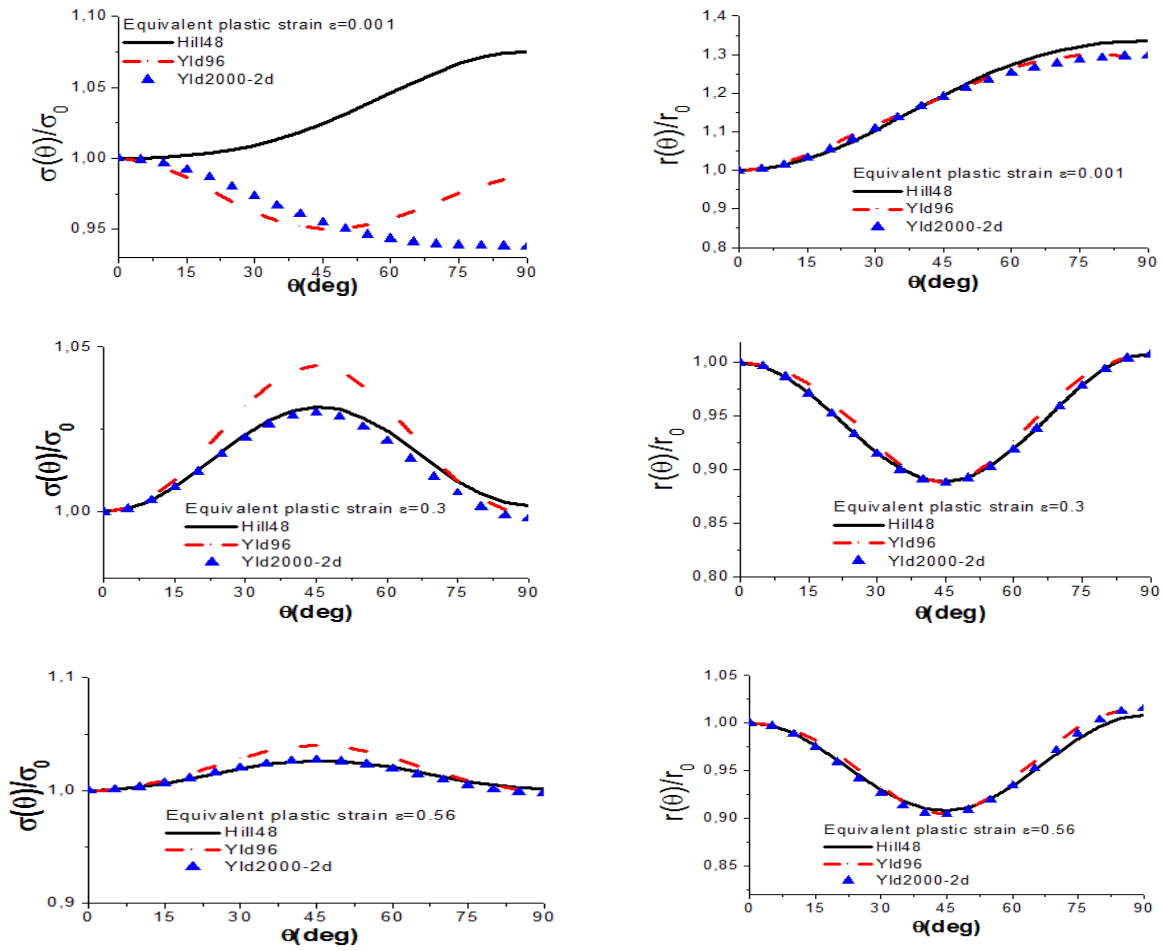 1,10
1,05
1,00
0,95
σ(θ)/σ0
Equivalent plastic strain ε=0.001
Hill48
Yld96
Yld2000-2d
0 15 30 45 60 75 90
θ(deg)
1,4
1,3
1,2
1,1
1,0
0,9
0,8
r(θ)/r0
Equivalent plastic strain ε=0.001
Hill48
Yld96
Yld2000-2d
0 15 30 45 60 75 90
θ(deg)
1,05
1,00
σ(θ)/σ0
Equivalent plastic strain ε=0.3
Hill48
Yld96
Yld2000-2d
0 15 30 45 60 75 90
θ(deg)
1,00
0,95
0,90
0,85
0,80
r(θ)/r0
Equivalent plastic strain ε=0.3
Hill48
Yld96
Yld2000-2d
0 15 30 45 60 75 90
θ(deg)
1,1
1,0
0,9
σ(θ)/σ0
Equivalent plastic strain ε=0.56
Hill48
Yld96
Yld2000-2d
0 15 30 45 60 75 90
θ(deg)
1,05
1,00
0,95
0,90
0,85
r(θ)/r0
Equivalent plastic strain ε=0.56
Hill48
Yld96
Yld2000-2d
0 15 30 45 60 75 90
θ(deg)